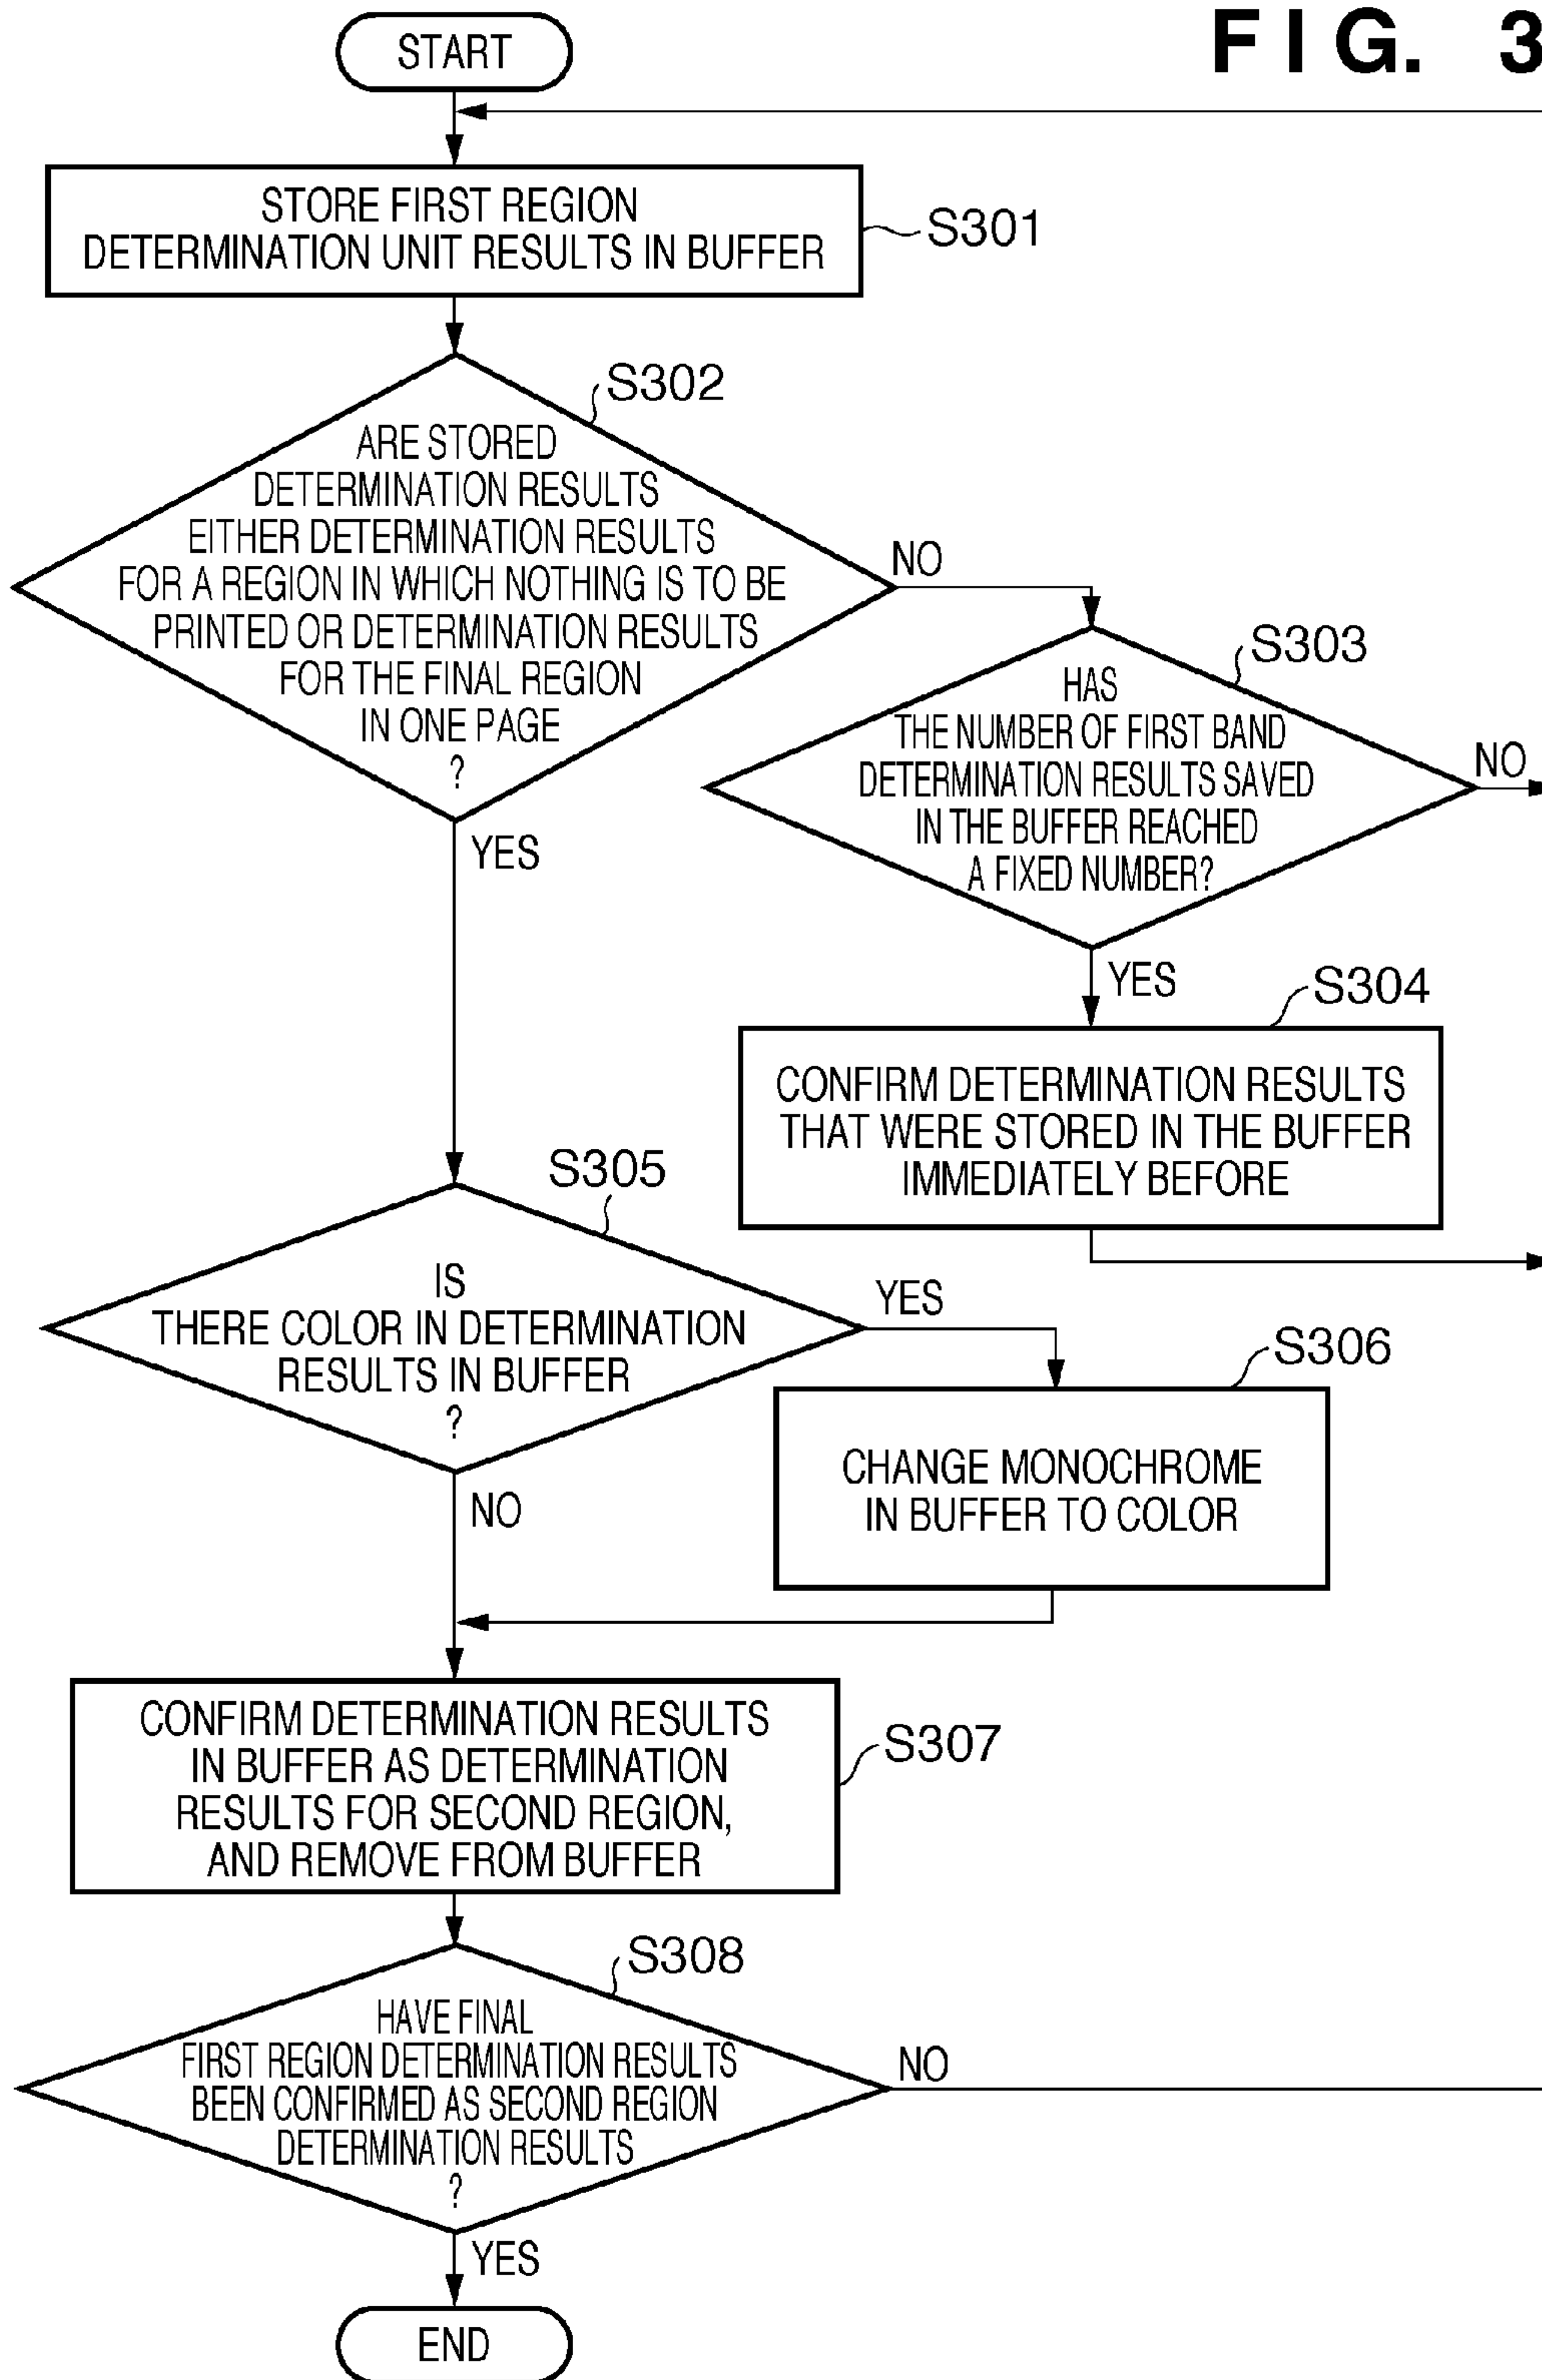 FIG. 3
START
STORE FIRST REGION
DETERMINATION UNIT RESULTS IN BUFFER
S301
S302
ARE STORED
DETERMINATION RESULTS
EITHER DETERMINATION RESULTS
FOR A REGION IN WHICH NOTHING IS TO BE
PRINTED OR DETERMINATION RESULTS
FOR THE FINAL REGION
IN ONE PAGE
?
NO
YES
S303
HAS
THE NUMBER OF FIRST BAND
DETERMINATION RESULTS SAVED
IN THE BUFFER REACHED
A FIXED NUMBER?
NO
YES
S304
CONFIRM DETERMINATION RESULTS
THAT WERE STORED IN THE BUFFER
IMMEDIATELY BEFORE
S305
IS
THERE COLOR IN DETERMINATION
RESULTS IN BUFFER
?
YES
NO
S306
CHANGE MONOCHROME
IN BUFFER TO COLOR
CONFIRM DETERMINATION RESULTS
IN BUFFER AS DETERMINATION
RESULTS FOR SECOND REGION,
AND REMOVE FROM BUFFER
S307
S308
HAVE FINAL
FIRST REGION DETERMINATION RESULTS
BEEN CONFIRMED AS SECOND REGION
DETERMINATION RESULTS
?
NO
YES
END